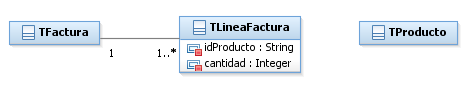 TFactura
1
1..*
TLineaFactura
idProducto : String
cantidad : Integer
TProducto